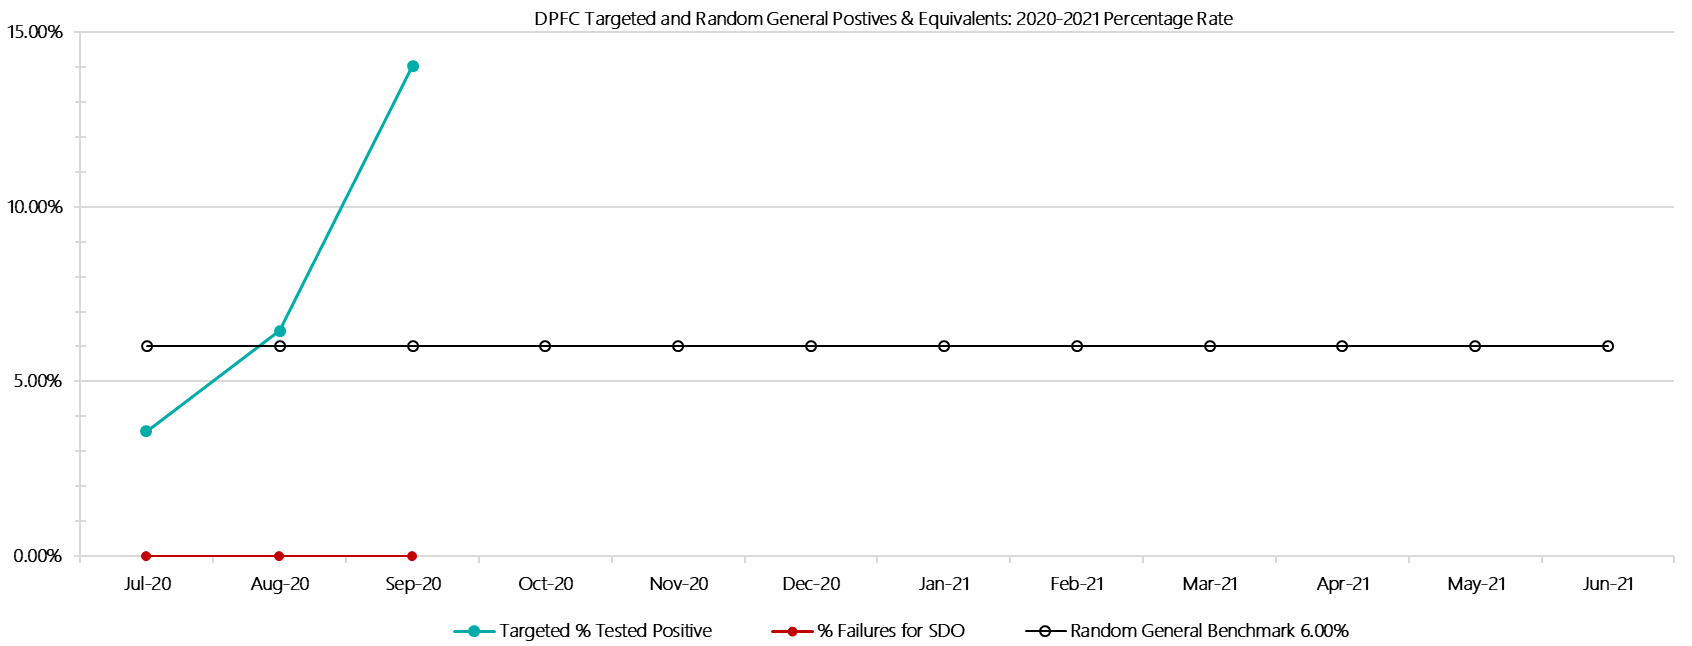 DPFC Targeted and Random General Postives & Equivalents: 2020-2021 Percentage Rate
15.00%
10.00%
5.00%
0.00%
Jul-20 Aug-20 Sep-20 Oct-20 Nov-20 Dec-20 Jan-21 Feb-21 Mar-21 Apr-21 May-21 Jun-21
Targeted % Tested Positive % Failures for SDO Random General Benchmark 6.00%